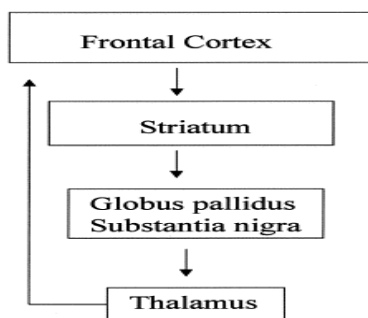 Frontal Cortex
Striatum
Globus pallidus
Substantia nigra
Thalamus